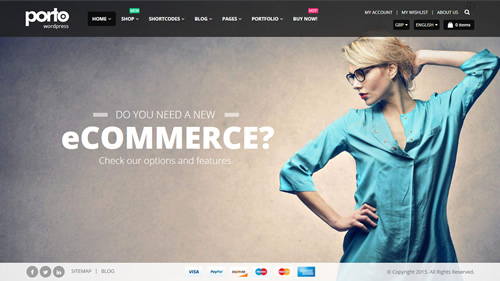 porto
wordpress
HOME
NEW
SHOP
SHORTCODES
BLOG
PAGES
PORTFOLIO
HOT!
BUY NOW!
MY ACCOUNT | MY WISHLIST | ABOUT US
GBP
ENGLISH
0 items
DO YOU NEED A NEW
eCOMMERCE?
Check our options and features.
SITEMAP | BLOG
VISA
PayPal
DISCOVER
© Copyright 2015. All Rights Reserved.